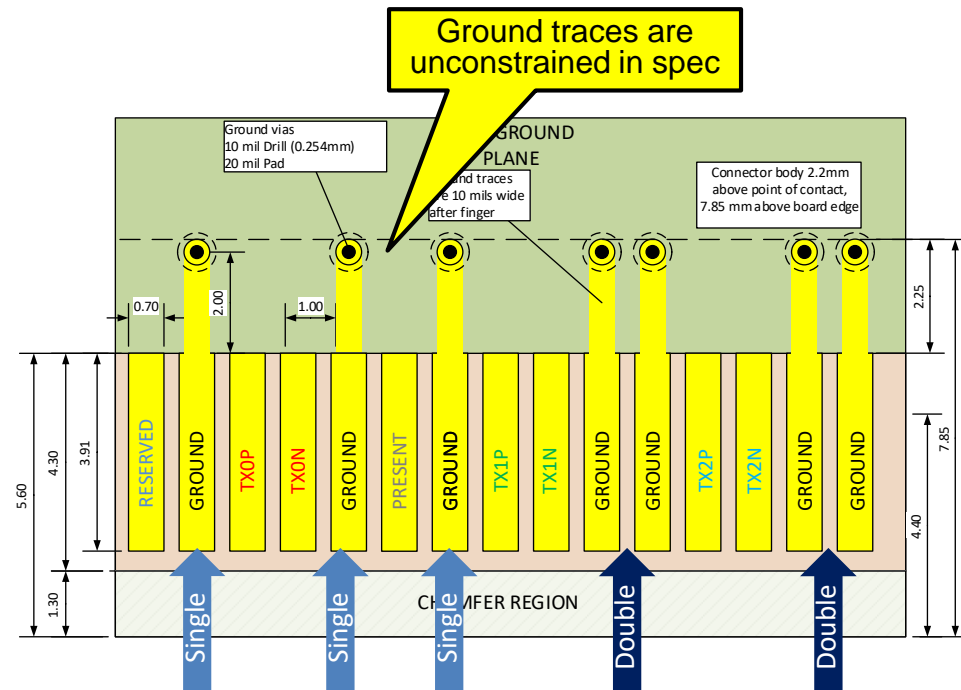 Ground traces are
unconstrained in spec
GROUND
PLANE
Ground vias
10 mil Drill (0.254mm)
20 mil Pad
traces
10 mils wide
after finger
Connector body 2.2mm
above point of contact,
7.85 mm above board edge
0.70
2.00
1.00
2.25
5.60
4.30
3.91
1.30
4.40
7.85
RESERVED
GROUND
TX0P
TX0N
GROUND
PRESENT
GROUND
TX1P
TX1N
GROUND
GROUND
TX2P
TX2N
GROUND
GROUND
REGION
Single
Single
Single
Double
Double